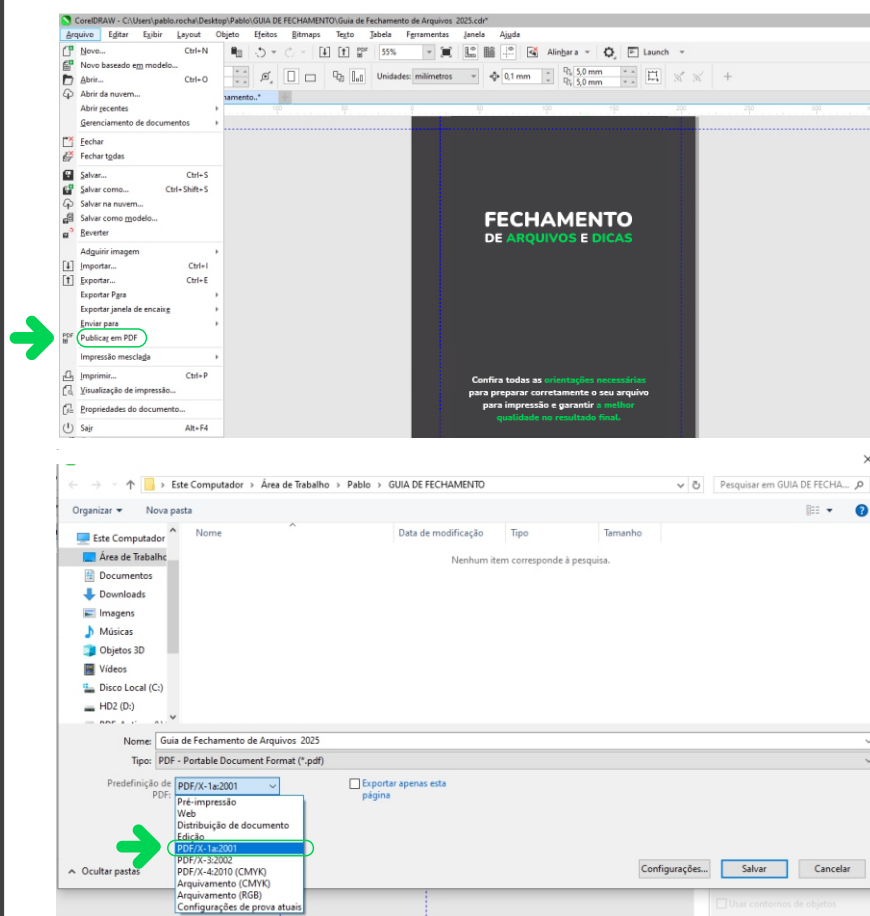 CorelDRAW - C:\Users\pablo.rocha\Desktop\Pablo\GUIA DE FECHAMENTO\Guia de Fechamento de Arquivos 2025.cdr*
Arquivo Editar Exibir Layout Objeto Efeitos Bitmaps Texto Tabela Ferramentas Janela Ajuda
Novo... Ctrl+N
55% Alinhar a Launch
Novo baseado em modelo...
Abrir... Ctrl+O
Unidades: milímetros 0,1 mm 5,0 mm
5,0 mm
Abrir da nuvem...
hamento..*
Abrir recentes
Gerenciamento de documentos
Fechar
Fechar todas
Salvar... Ctrl+S
Salvar como... Ctrl+Shift+S
Salvar na nuvem...
Salvar como modelo...
Reverter
Adquirir imagem
Importar... Ctrl+I
Exportar... Ctrl+E
Exportar Para
Exportar janela de encaixe
Enviar para
PDF Publicar em PDF
Impressão mesclada
Imprimir... Ctrl+P
Visualização de impressão...
Propriedades do documento...
Sair Alt+F4
FECHAMENTO
DE ARQUIVOS E DICAS
Confira todas as orientações necessárias
para preparar corretamente o seu arquivo
para impressão e garantir a melhor
qualidade no resultado final.
Este Computador > Área de Trabalho > Pablo > GUIA DE FECHAMENTO
Pesquisar em GUIA DE FECHA...
Organizar Nova pasta
Nome Data de modificação Tipo Tamanho
Nenhum item corresponde à pesquisa.
Este Computador
Área de Trabalho
Documentos
Downloads
Imagens
Músicas
Objetos 3D
Vídeos
Disco Local (C:)
HD2 (D:)
Nome: Guia de Fechamento de Arquivos 2025
Tipo: PDF - Portable Document Format (*.pdf)
Predefinição de PDF: PDF/X-1a:2001
Exportar apenas esta página
Pré-impressão
Web
Distribuição de documento
Edição
PDF/X-1a:2001
PDF/X-3:2002
PDF/X-4:2010 (CMYK)
Arquivamento (CMYK)
Arquivamento (RGB)
Configurações de prova atuais
Ocultar pastas
Configurações... Salvar Cancelar
Usar contornos de objetos